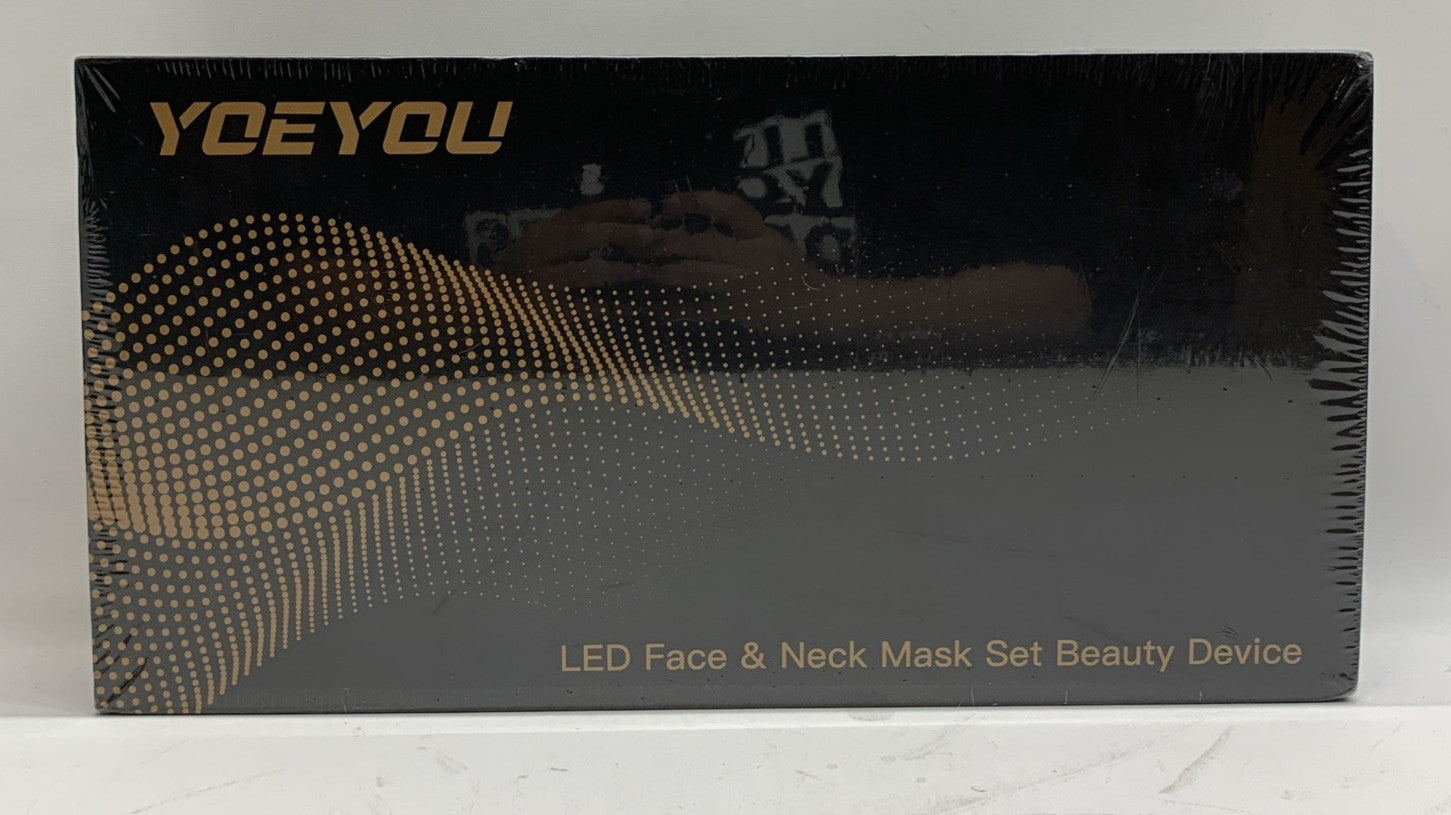 YOEYOU
LED Face & Neck Mask Set Beauty Device